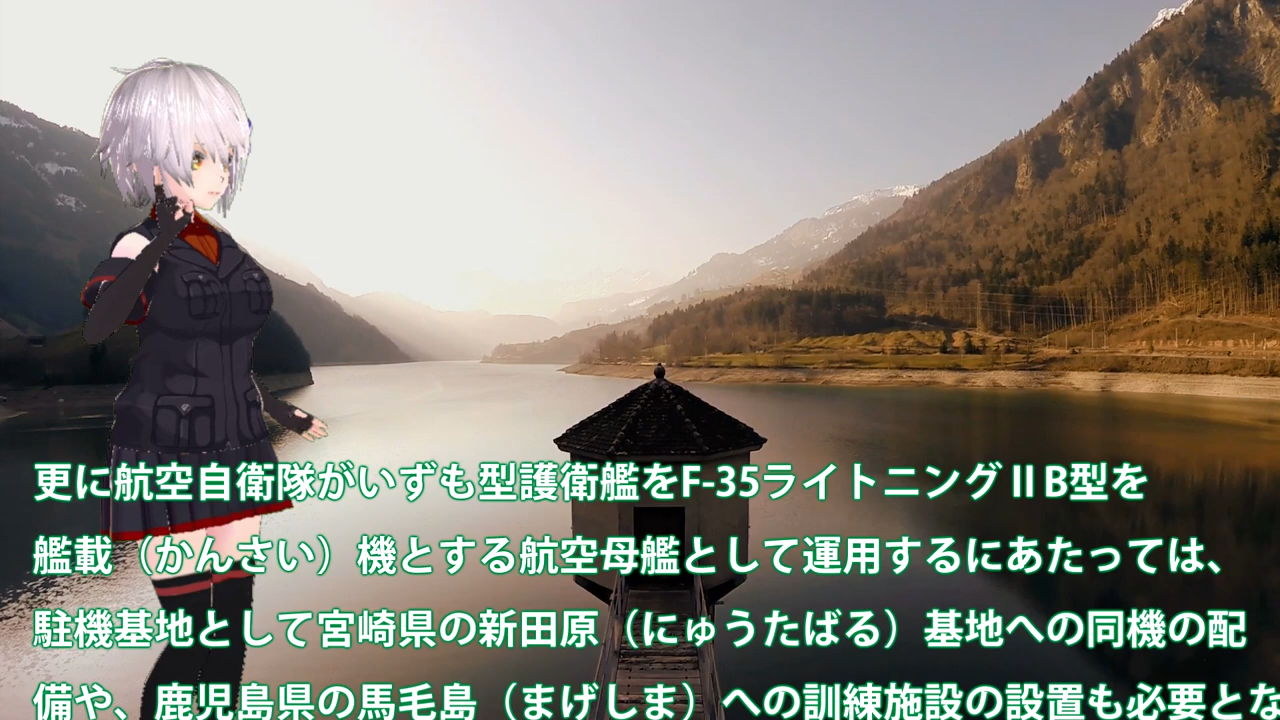 更に航空自衛隊がいずも型護衛艦をF-35ライトニングⅡB型を
艦載（かんさい）機とする航空母艦として運用するにあたっては、
駐機基地として宮崎県の新田原（にゅうたばる）基地への同機の配
備や、鹿児島県の馬毛島（まげしま）への訓練施設の設置も必要とな